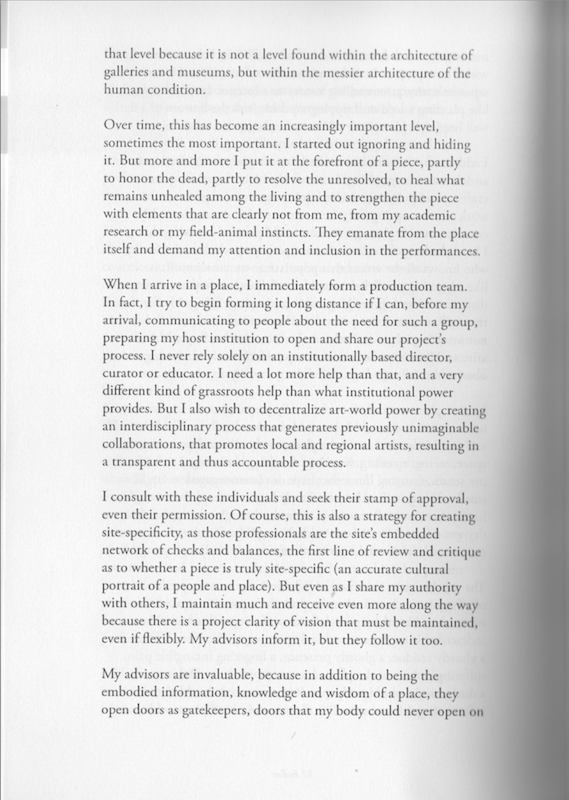 that level because it is not a level found within the architecture of
galleries and museums, but within the messier architecture of the
human condition.
Over time, this has become an increasingly important level,
sometimes the most important. I started out ignoring and hiding
it. But more and more I put it at the forefront of a piece, partly
to honor the dead, partly to resolve the unresolved, to heal what
remains unhealed among the living and to strengthen the piece
with elements that are clearly not from me, from my academic
research or my field-animal instincts. They emanate from the place
itself and demand my attention and inclusion in the performances.
When I arrive in a place, I immediately form a production team.
In fact, I try to begin forming it long distance if I can, before my
arrival, communicating to people about the need for such a group,
preparing my host institution to open and share our project's
process. I never rely solely on an institutionally based director,
curator or educator. I need a lot more help than that, and a very
different kind of grassroots help than what institutional power
provides. But I also wish to decentralize art-world power by creating
an interdisciplinary process that generates previously unimaginable
collaborations, that promotes local and regional artists, resulting in
a transparent and thus accountable process.
I consult with these individuals and seek their stamp of approval,
even their permission. Of course, this is also a strategy for creating
site-specificity, as those professionals are the site's embedded
network of checks and balances, the first line of review and critique
as to whether a piece is truly site-specific (an accurate cultural
portrait of a people and place). But even as I share my authority
with others, I maintain much and receive even more along the way
because there is a project clarity of vision that must be maintained,
even if flexibly. My advisors inform it, but they follow it too.
My advisors are invaluable, because in addition to being the
embodied information, knowledge and wisdom of a place, they
open doors as gatekeepers, doors that my body could never open on